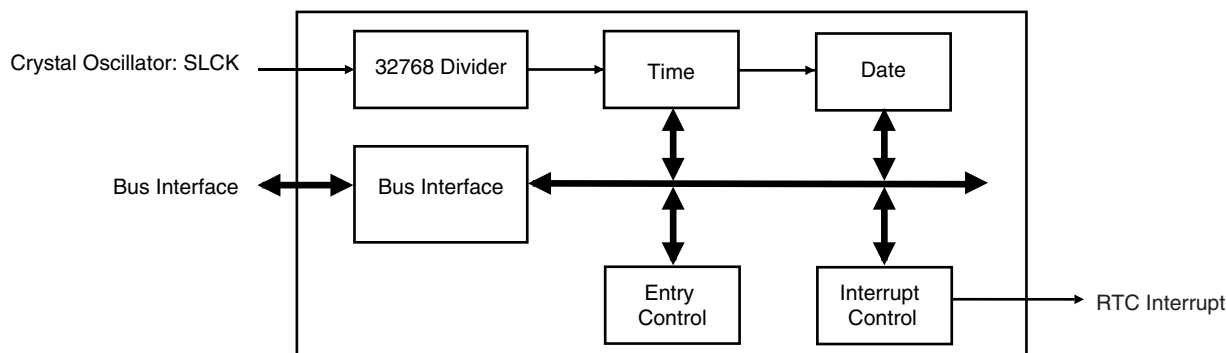 Crystal Oscillator: SLCK
32768 Divider
Time
Date
Bus Interface
Bus Interface
Entry
Control
Interrupt
Control
RTC Interrupt